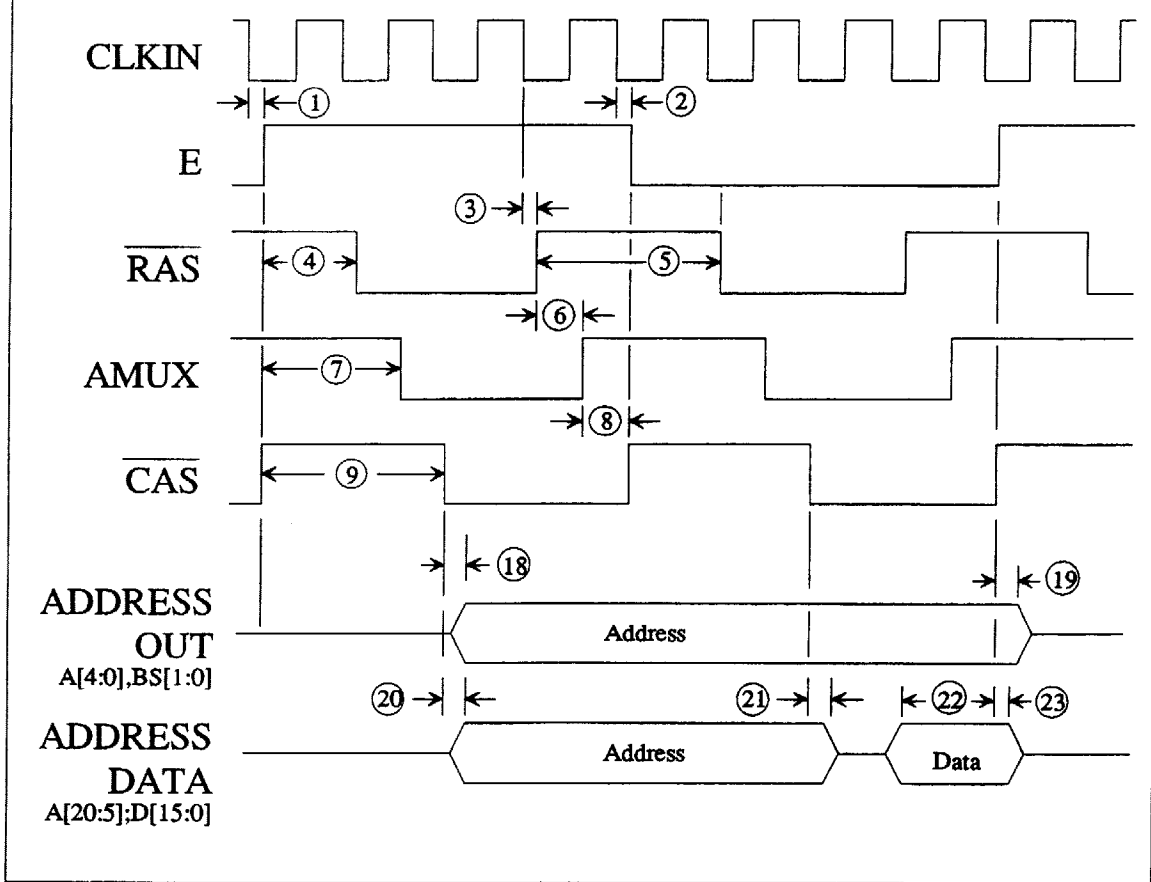 CLKIN
① ②
E
③
RAS
④ ⑤
⑥
AMUX
⑦
⑧
CAS
⑨
⑱ ⑲
ADDRESS
OUT
A[4:0],BS[1:0]
Address
⑳ ㉑ ㉒ ㉓
ADDRESS
DATA
A[20:5];D[15:0]
Address
Data